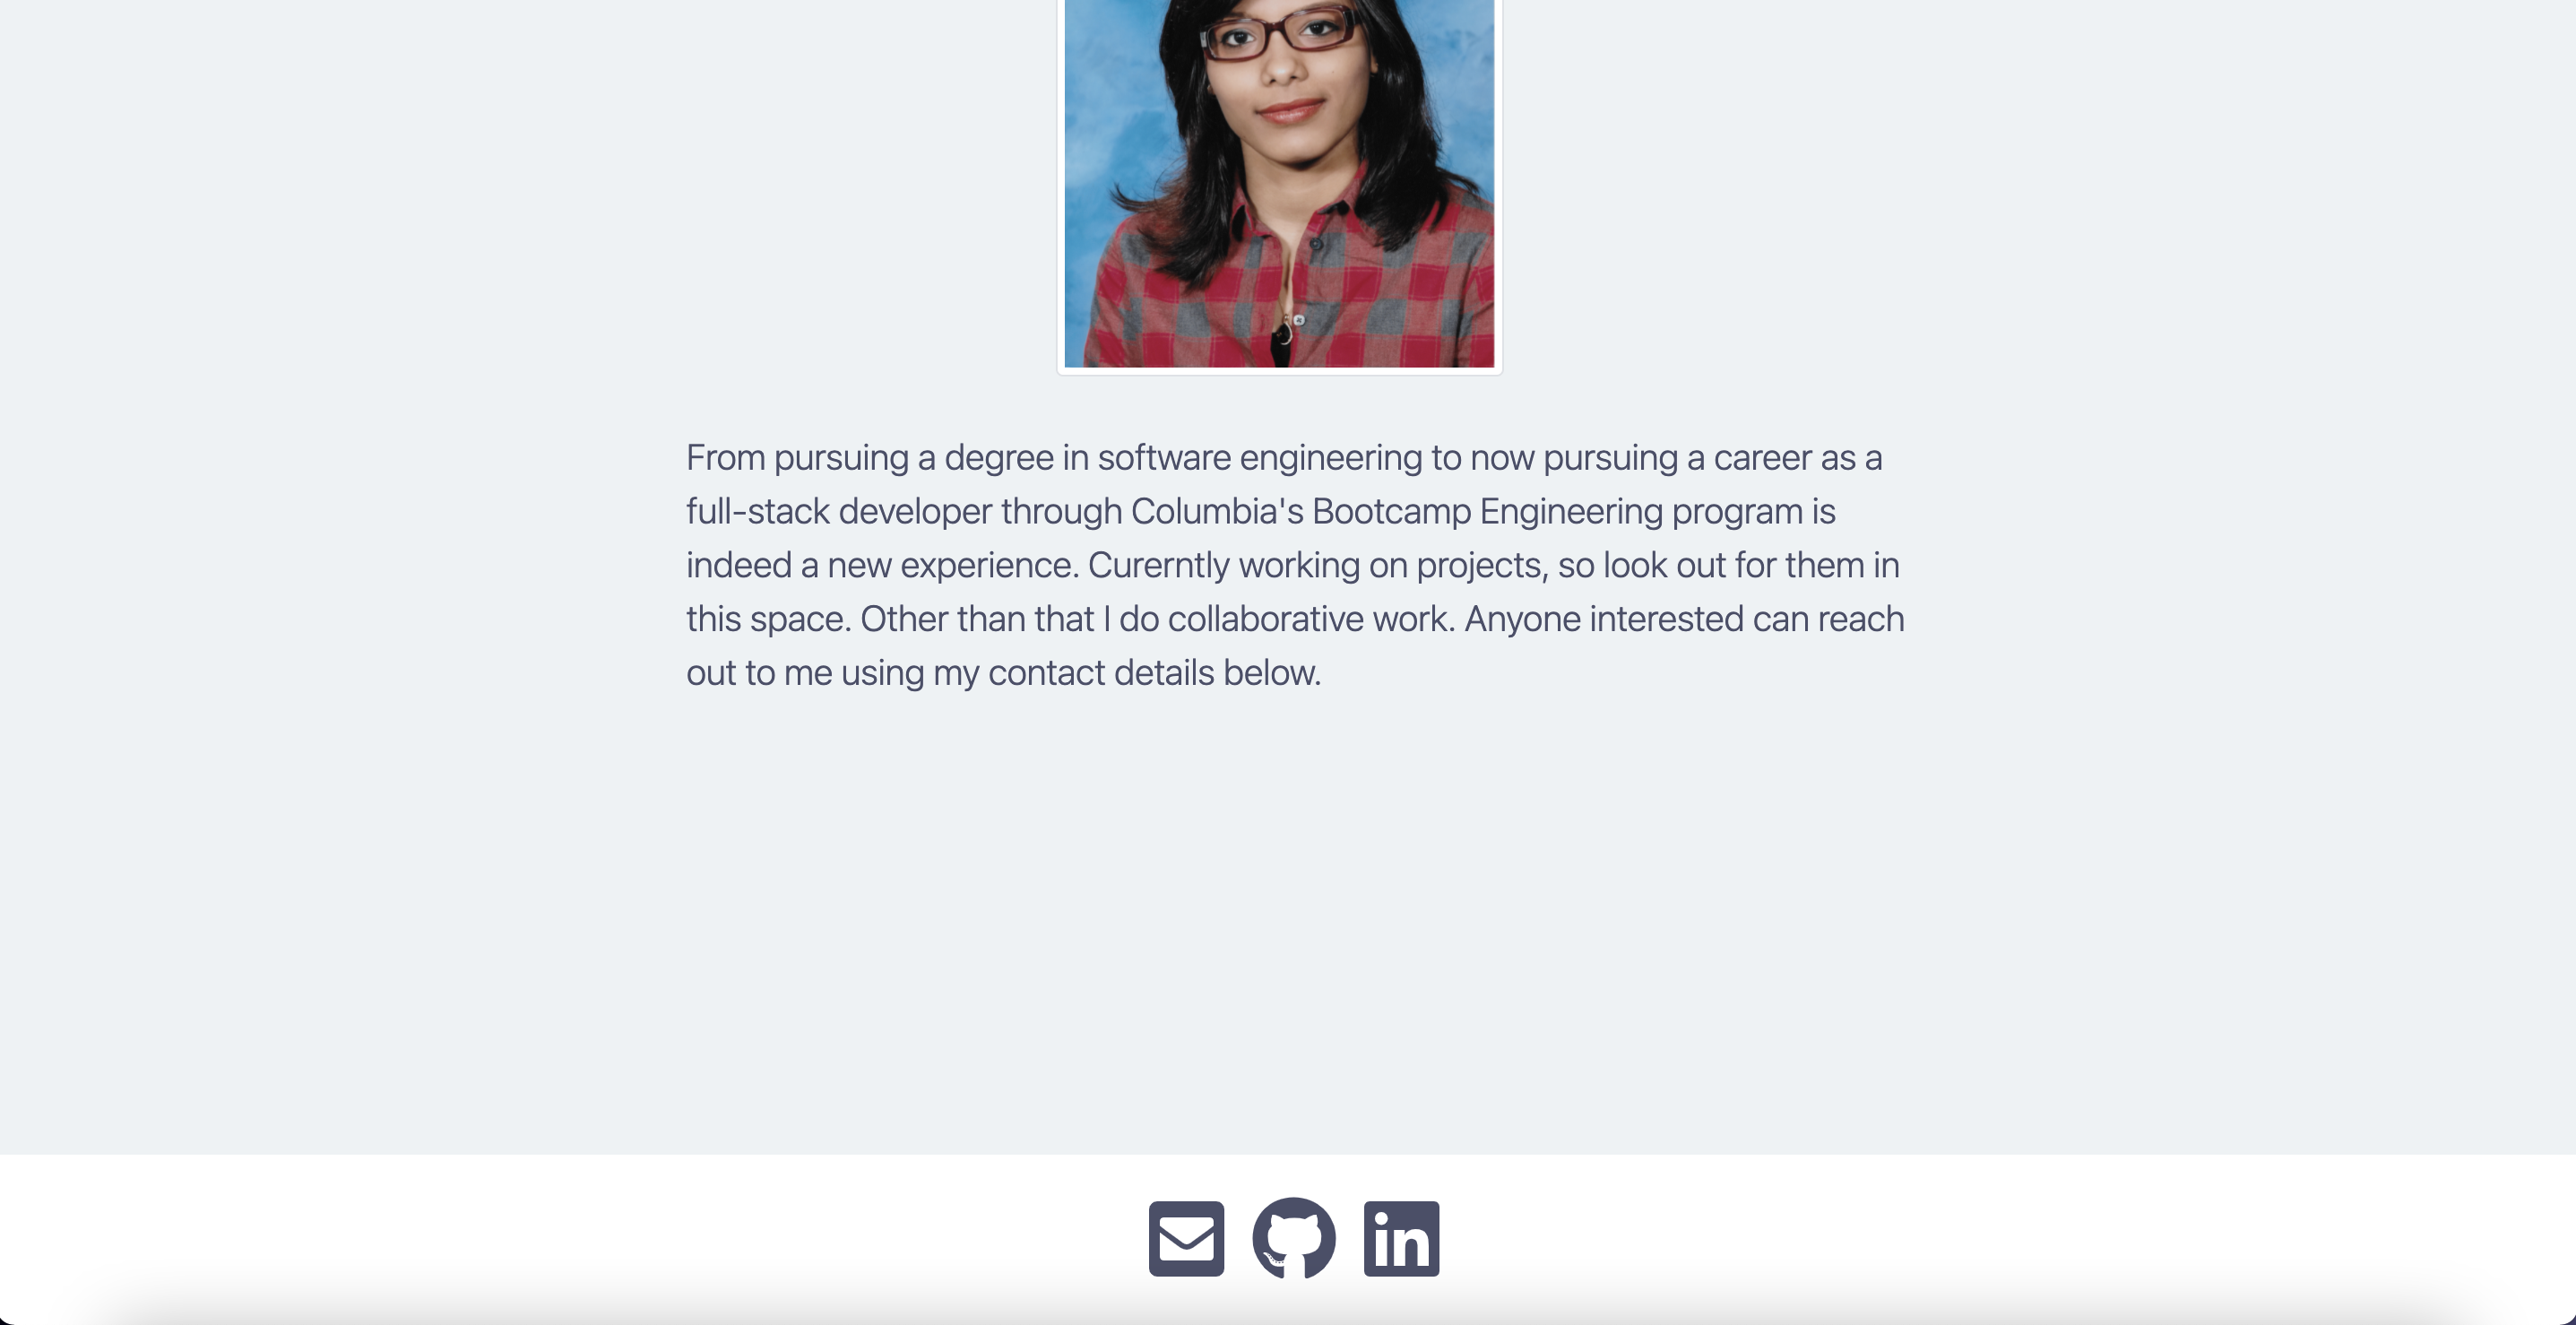 From pursuing a degree in software engineering to now pursuing a career as a
full-stack developer through Columbia's Bootcamp Engineering program is
indeed a new experience. Curerntly working on projects, so look out for them in
this space. Other than that I do collaborative work. Anyone interested can reach
out to me using my contact details below.
in